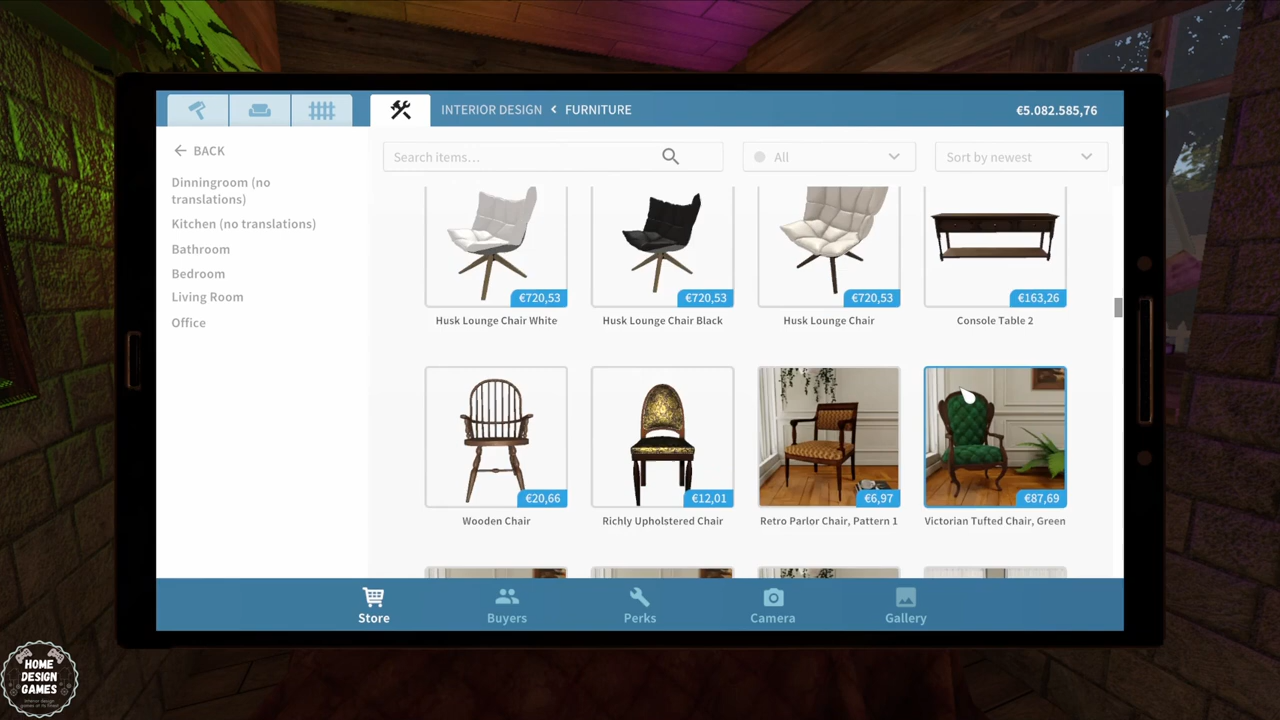 INTERIOR DESIGN < FURNITURE
€5.082.585,76
BACK
Search items...
All
Sort by newest
Dinningroom (no
translations)
Kitchen (no translations)
Bathroom
Bedroom
Living Room
Office
€720,53
€720,53
€720,53
€163,26
Husk Lounge Chair White
Husk Lounge Chair Black
Husk Lounge Chair
Console Table 2
€20,66
€12,01
€6,97
€87,69
Wooden Chair
Richly Upholstered Chair
Retro Parlor Chair, Pattern 1
Victorian Tufted Chair, Green
Store
Buyers
Perks
Camera
Gallery
HOME
DESIGN
GAMES